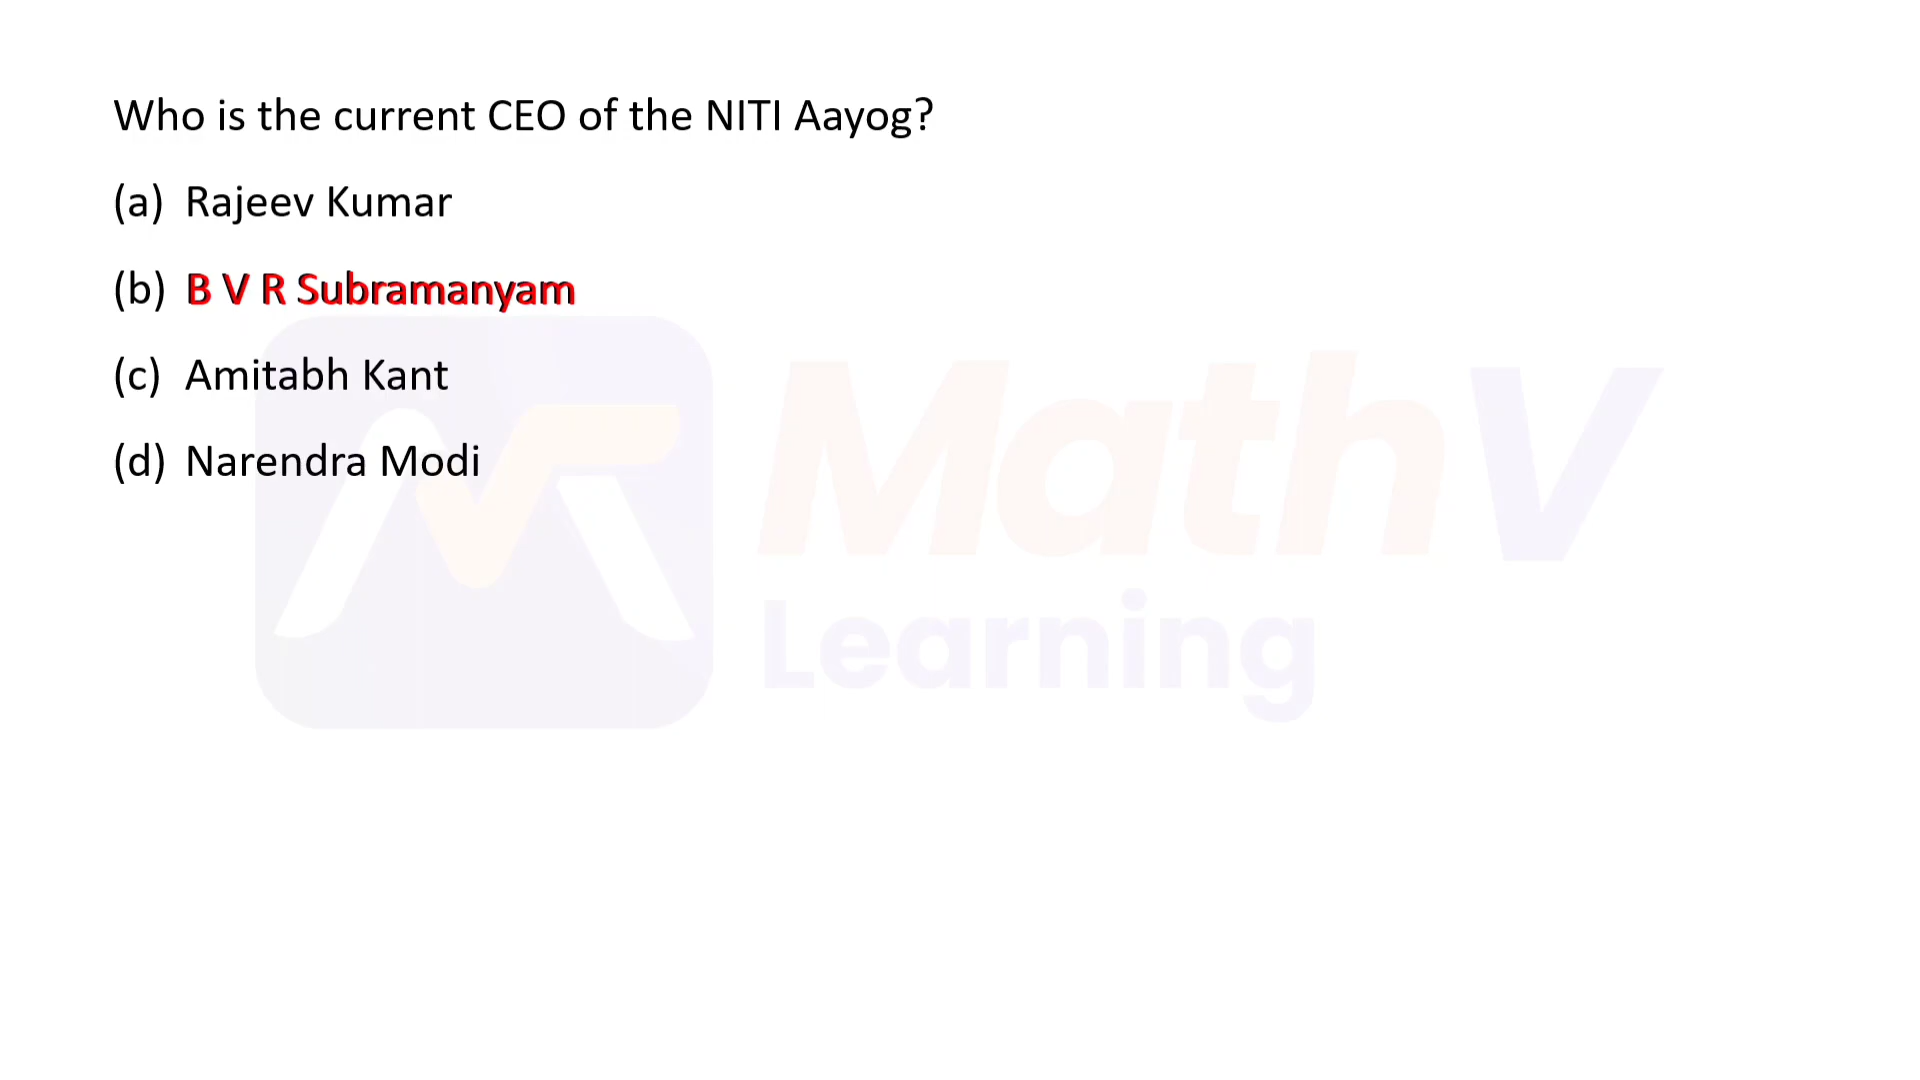 Who is the current CEO of the NITI Aayog?
(a) Rajeev Kumar
(b) B V R Subramanyam
(c) Amitabh Kant
(d) Narendra Modi
MathV
Learning